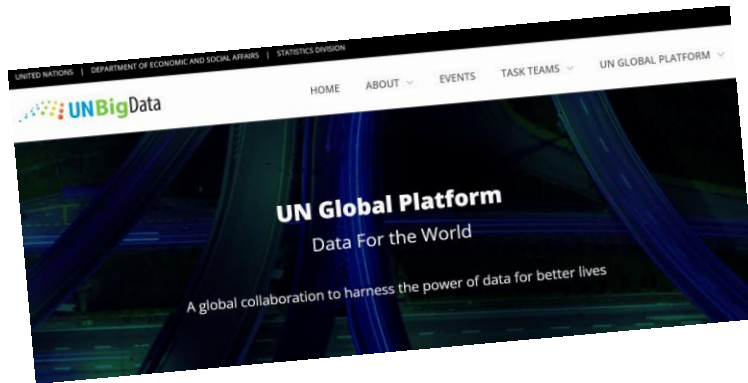 UNITED NATIONS | DEPARTMENT OF ECONOMIC AND SOCIAL AFFAIRS | STATISTICS DIVISION
UNBigData
HOME ABOUT EVENTS TASK TEAMS UN GLOBAL PLATFORM
UN Global Platform
Data For the World
A global collaboration to harness the power of data for better lives